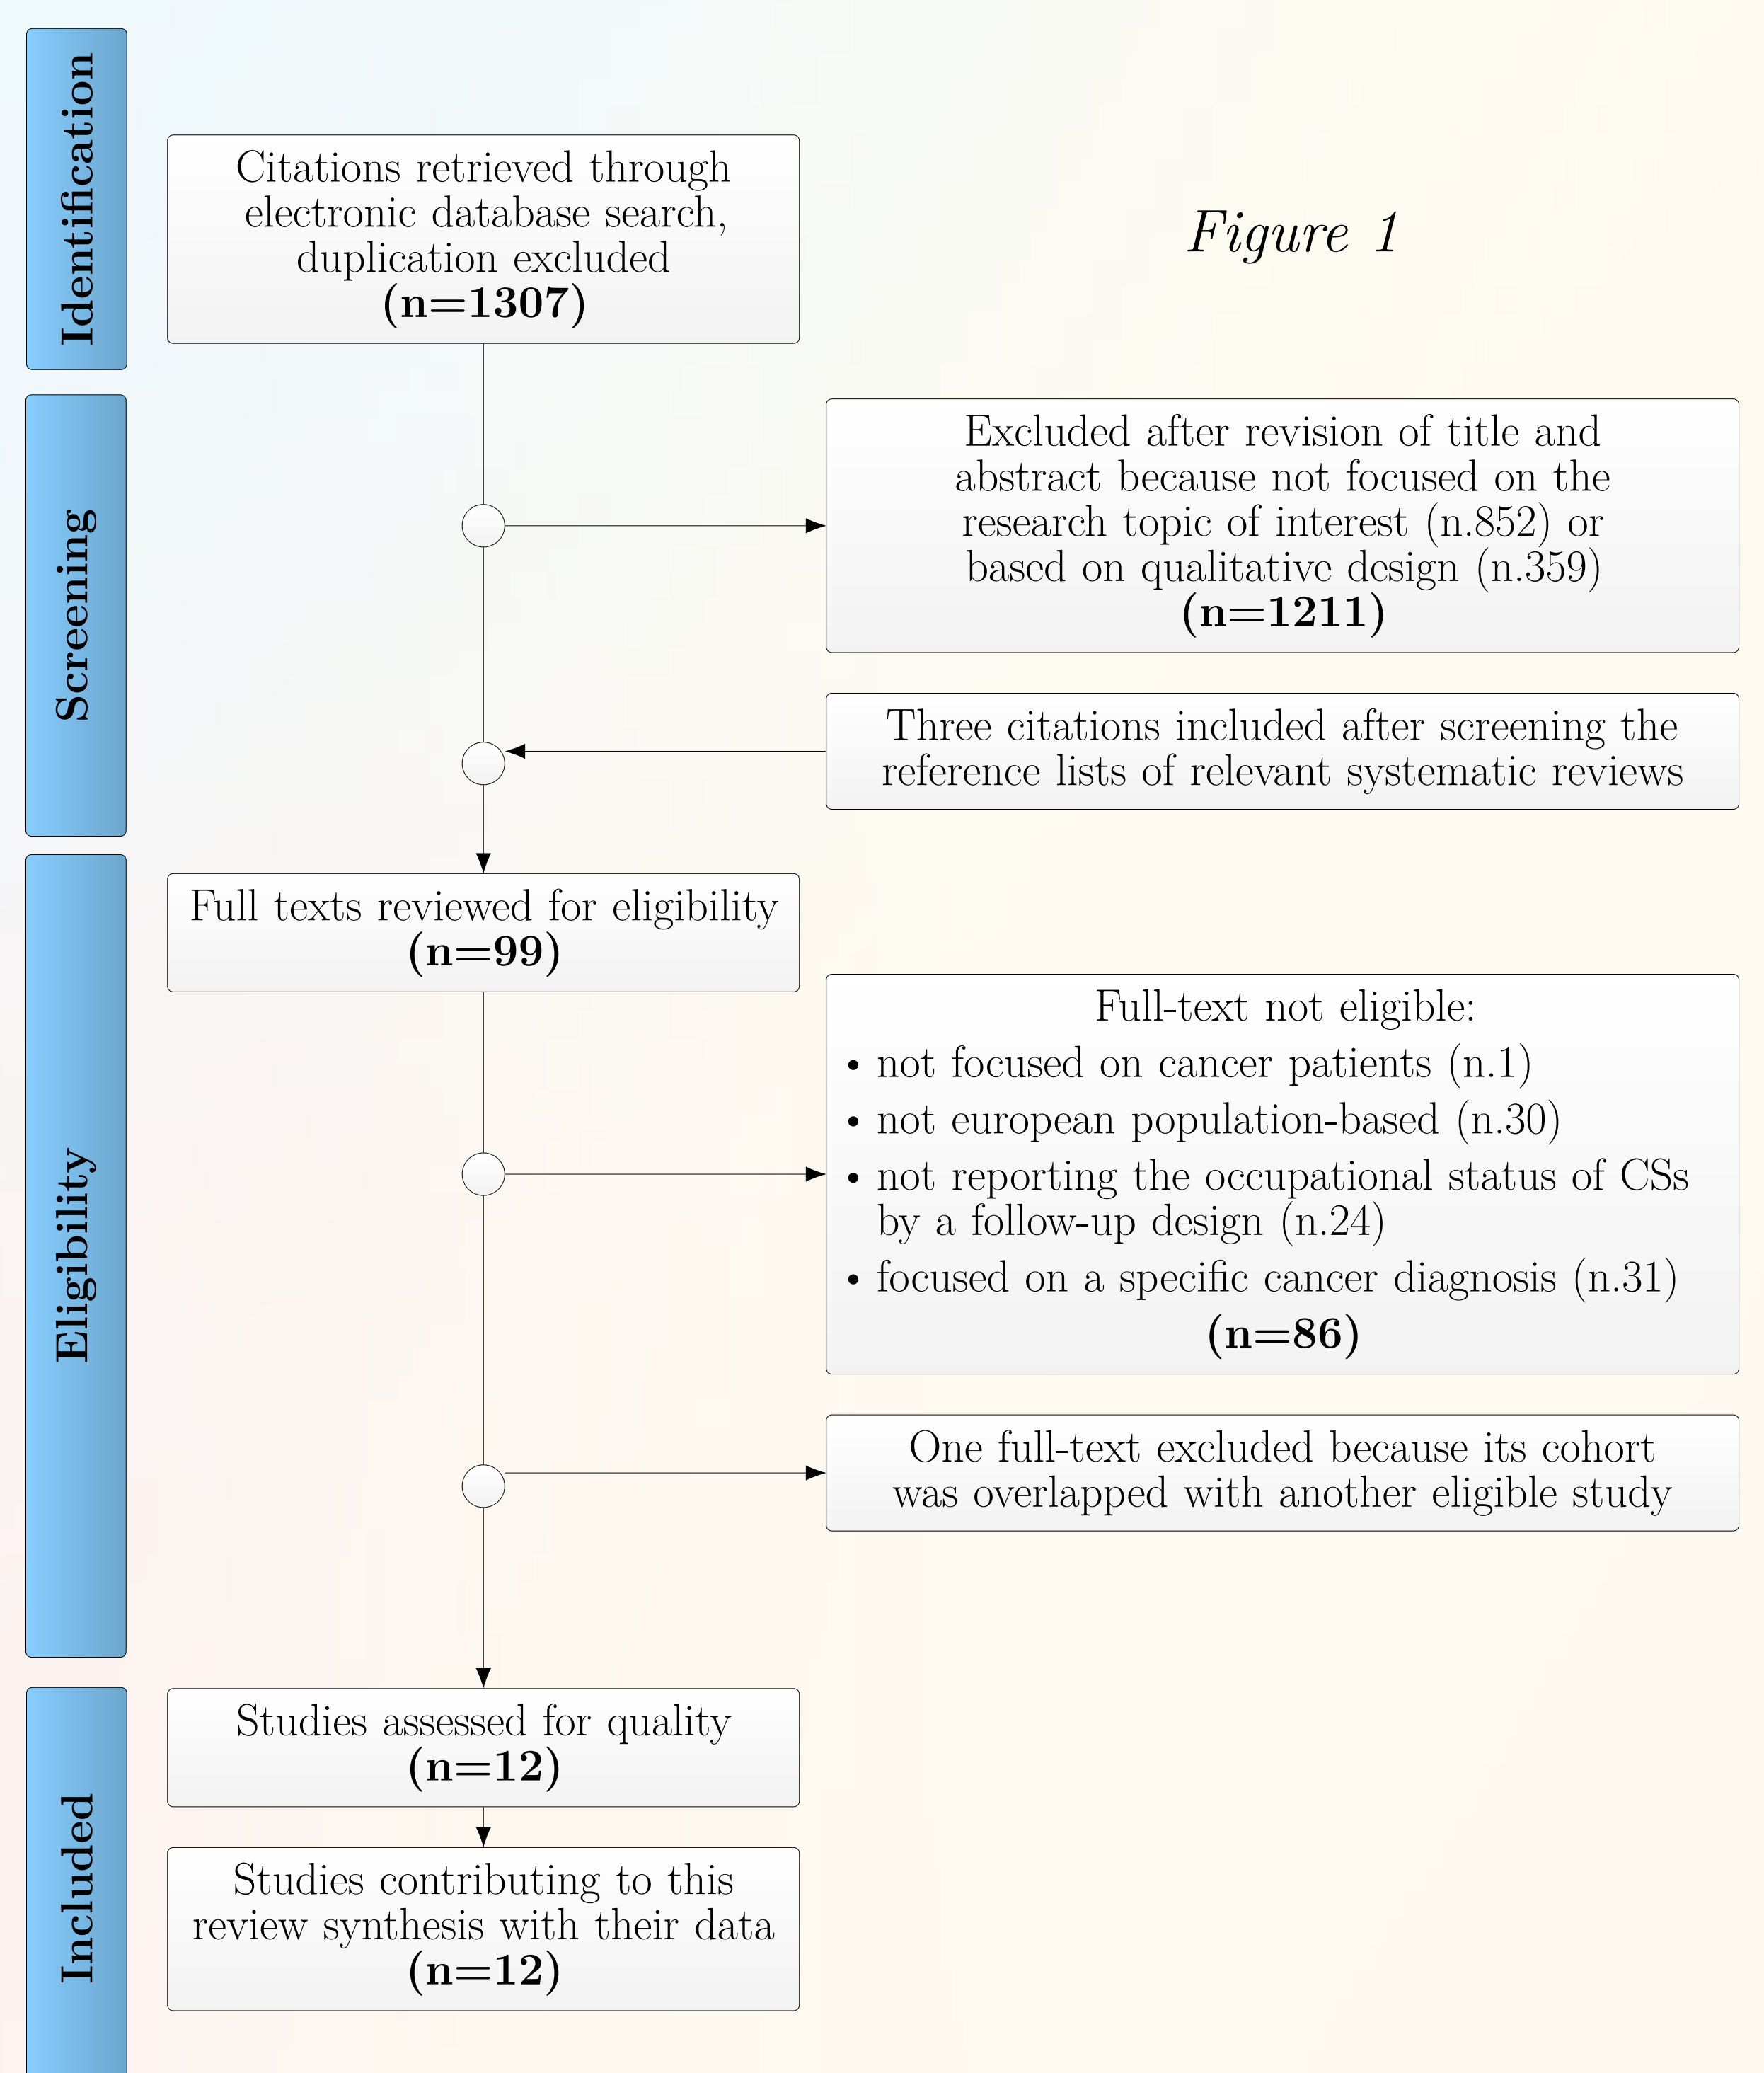 Identification
Citations retrieved through
electronic database search,
duplication excluded
(n=1307)
Figure 1
Screening
Excluded after revision of title and
abstract because not focused on the
research topic of interest (n.852) or
based on qualitative design (n.359)
(n=1211)
Three citations included after screening the
reference lists of relevant systematic reviews
Eligibility
Full texts reviewed for eligibility
(n=99)
Full-text not eligible:
• not focused on cancer patients (n.1)
• not european population-based (n.30)
• not reporting the occupational status of CSs
by a follow-up design (n.24)
• focused on a specific cancer diagnosis (n.31)
(n=86)
One full-text excluded because its cohort
was overlapped with another eligible study
Included
Studies assessed for quality
(n=12)
Studies contributing to this
review synthesis with their data
(n=12)